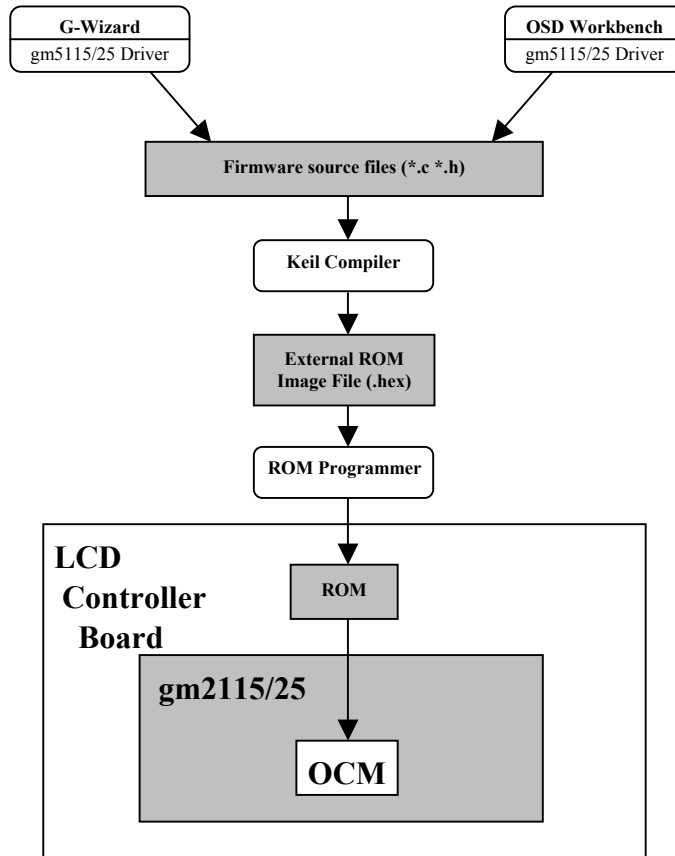 G-Wizard
gm5115/25 Driver
OSD Workbench
gm5115/25 Driver
Firmware source files (*.c *.h)
Keil Compiler
External ROM
Image File (.hex)
ROM Programmer
LCD
Controller
Board
ROM
gm2115/25
OCM